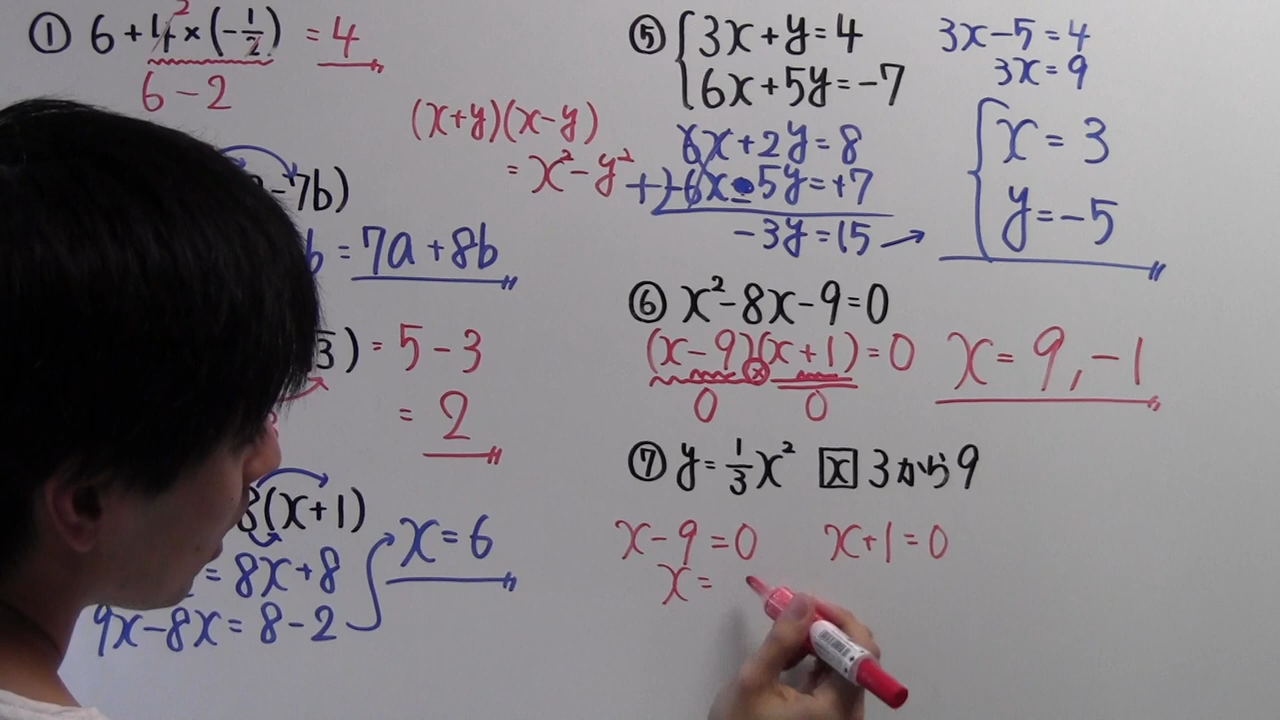 ① 6+4×(-1/2) = 4
2
6-2
(x+y)(x-y)
= x²-y²
-7b)
b = 7a+8b
3) = 5-3
= 2
8(x+1)
= 8x+8
9x-8x = 8-2
x=6
⑤ { 3x+y=4
6x+5y=-7
6x+2y=8
+)-6x-5y=+7
-3y=15 →
3x-5=4
3x=9
{ x=3
y=-5
⑥ x²-8x-9=0
(x-9)(x+1)=0
×
0 0
x=9,-1
⑦ y=1/3x² x 3から9
x-9=0 x+1=0
x=